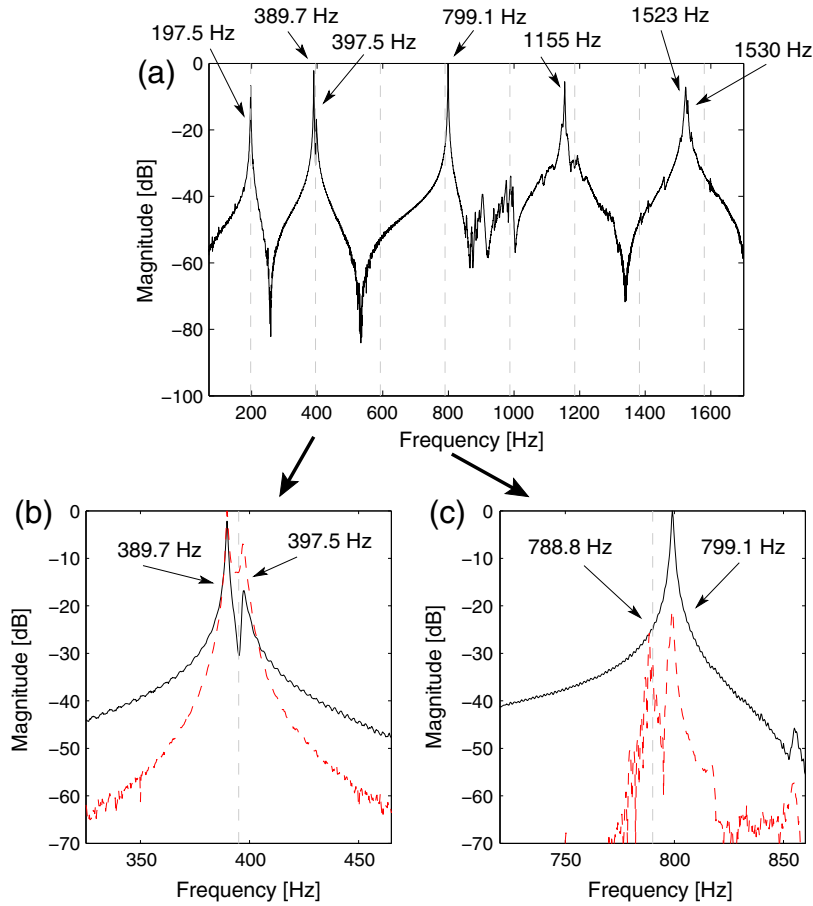 197.5 Hz
389.7 Hz
397.5 Hz
799.1 Hz
1155 Hz
1523 Hz
1530 Hz
(a)
0
−20
−40
−60
−80
−100
Magnitude [dB]
200 400 600 800 1000 1200 1400 1600
Frequency [Hz]
(b)
389.7 Hz
397.5 Hz
0
−10
−20
−30
−40
−50
−60
−70
Magnitude [dB]
350 400 450
Frequency [Hz]
(c)
788.8 Hz
799.1 Hz
0
−10
−20
−30
−40
−50
−60
−70
Magnitude [dB]
750 800 850
Frequency [Hz]